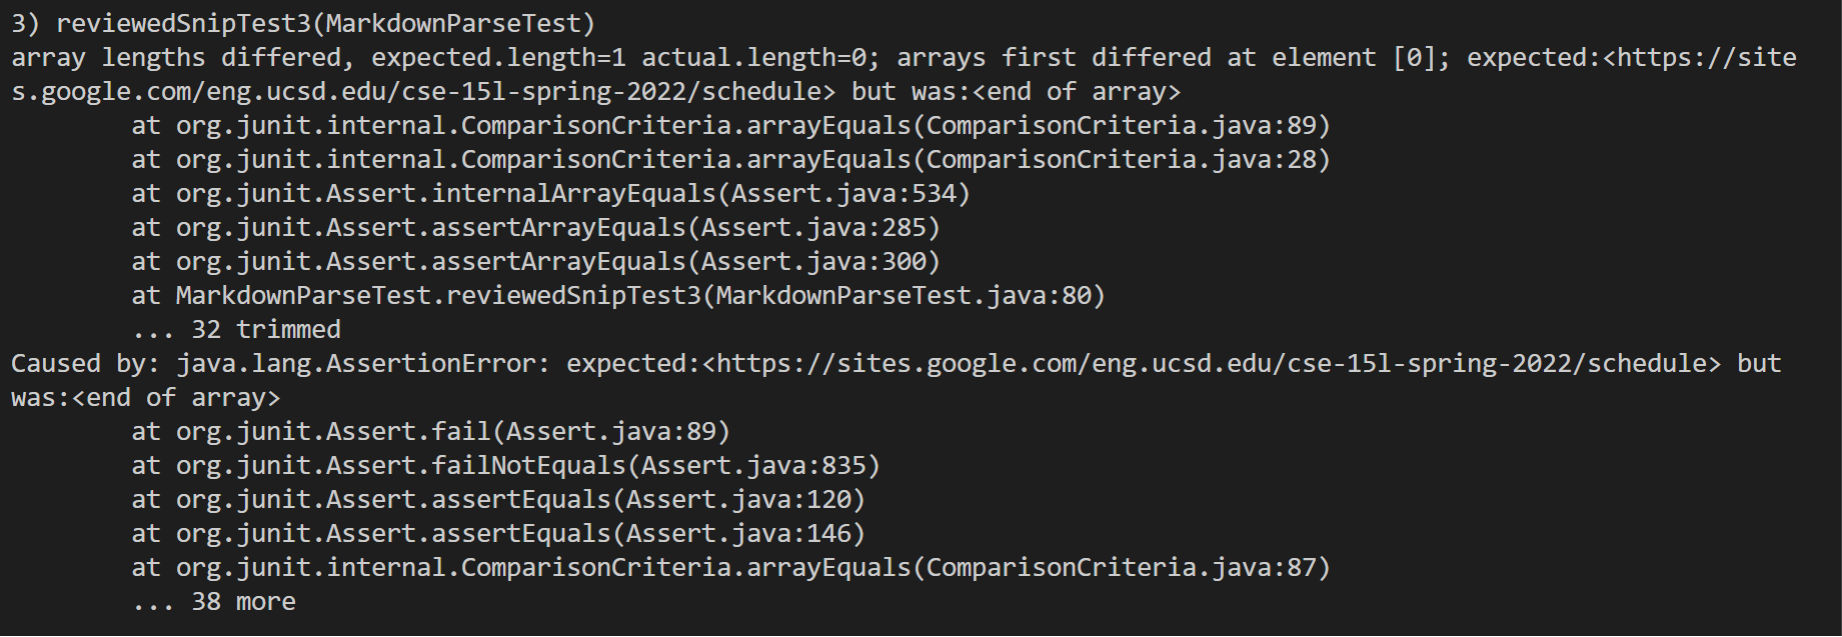 3) reviewedSnipTest3(MarkdownParseTest)
array lengths differed, expected.length=1 actual.length=0; arrays first differed at element [0]; expected:<https://site
s.google.com/eng.ucsd.edu/cse-15l-spring-2022/schedule> but was:<end of array>
        at org.junit.internal.ComparisonCriteria.arrayEquals(ComparisonCriteria.java:89)
        at org.junit.internal.ComparisonCriteria.arrayEquals(ComparisonCriteria.java:28)
        at org.junit.Assert.internalArrayEquals(Assert.java:534)
        at org.junit.Assert.assertArrayEquals(Assert.java:285)
        at org.junit.Assert.assertArrayEquals(Assert.java:300)
        at MarkdownParseTest.reviewedSnipTest3(MarkdownParseTest.java:80)
        ... 32 trimmed
Caused by: java.lang.AssertionError: expected:<https://sites.google.com/eng.ucsd.edu/cse-15l-spring-2022/schedule> but
was:<end of array>
        at org.junit.Assert.fail(Assert.java:89)
        at org.junit.Assert.failNotEquals(Assert.java:835)
        at org.junit.Assert.assertEquals(Assert.java:120)
        at org.junit.Assert.assertEquals(Assert.java:146)
        at org.junit.internal.ComparisonCriteria.arrayEquals(ComparisonCriteria.java:87)
        ... 38 more